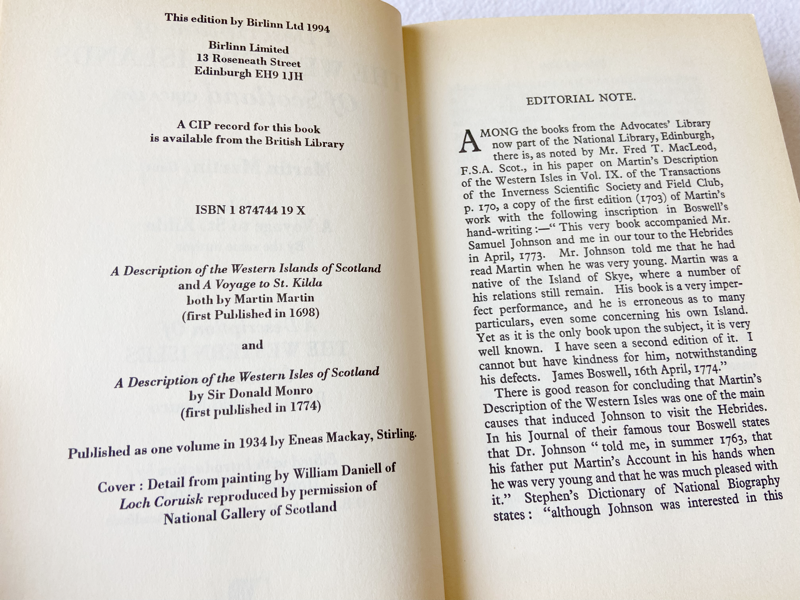 This edition by Birlinn Ltd 1994
Birlinn Limited
13 Roseneath Street
Edinburgh EH9 1JH
A CIP record for this book
is available from the British Library
ISBN 1 874744 19 X
A Description of the Western Islands of Scotland
and A Voyage to St. Kilda
both by Martin Martin
(first Published in 1698)
and
A Description of the Western Isles of Scotland
by Sir Donald Monro
(first published in 1774)
Published as one volume in 1934 by Eneas Mackay, Stirling.
Cover : Detail from painting by William Daniell of
Loch Coruisk reproduced by permission of
National Gallery of Scotland
EDITORIAL NOTE.
AMONG the books from the Advocates' Library
now part of the National Library, Edinburgh,
there is, as noted by Mr. Fred T. MacLeod,
F.S.A. Scot., in his paper on Martin's Description
of the Western Isles in Vol. IX. of the Transactions
of the Inverness Scientific Society and Field Club,
p. 170, a copy of the first edition (1703) of Martin's
work with the following inscription in Boswell's
hand-writing :—“ This very book accompanied Mr.
Samuel Johnson and me in our tour to the Hebrides
in April, 1773. Mr. Johnson told me that he had
read Martin when he was very young. Martin was a
native of the Island of Skye, where a number of
his relations still remain. His book is a very imper-
fect performance, and he is erroneous as to many
particulars, even some concerning his own Island.
Yet as it is the only book upon the subject, it is very
well known. I have seen a second edition of it. I
cannot but have kindness for him, notwithstanding
his defects. James Boswell, 16th April, 1774.”
There is good reason for concluding that Martin's
Description of the Western Isles was one of the main
causes that induced Johnson to visit the Hebrides.
In his Journal of their famous tour Boswell states
that Dr. Johnson “ told me, in summer 1763, that
his father put Martin's Account in his hands when
he was very young and that he was much pleased with
it.” Stephen's Dictionary of National Biography
states : “although Johnson was interested in this